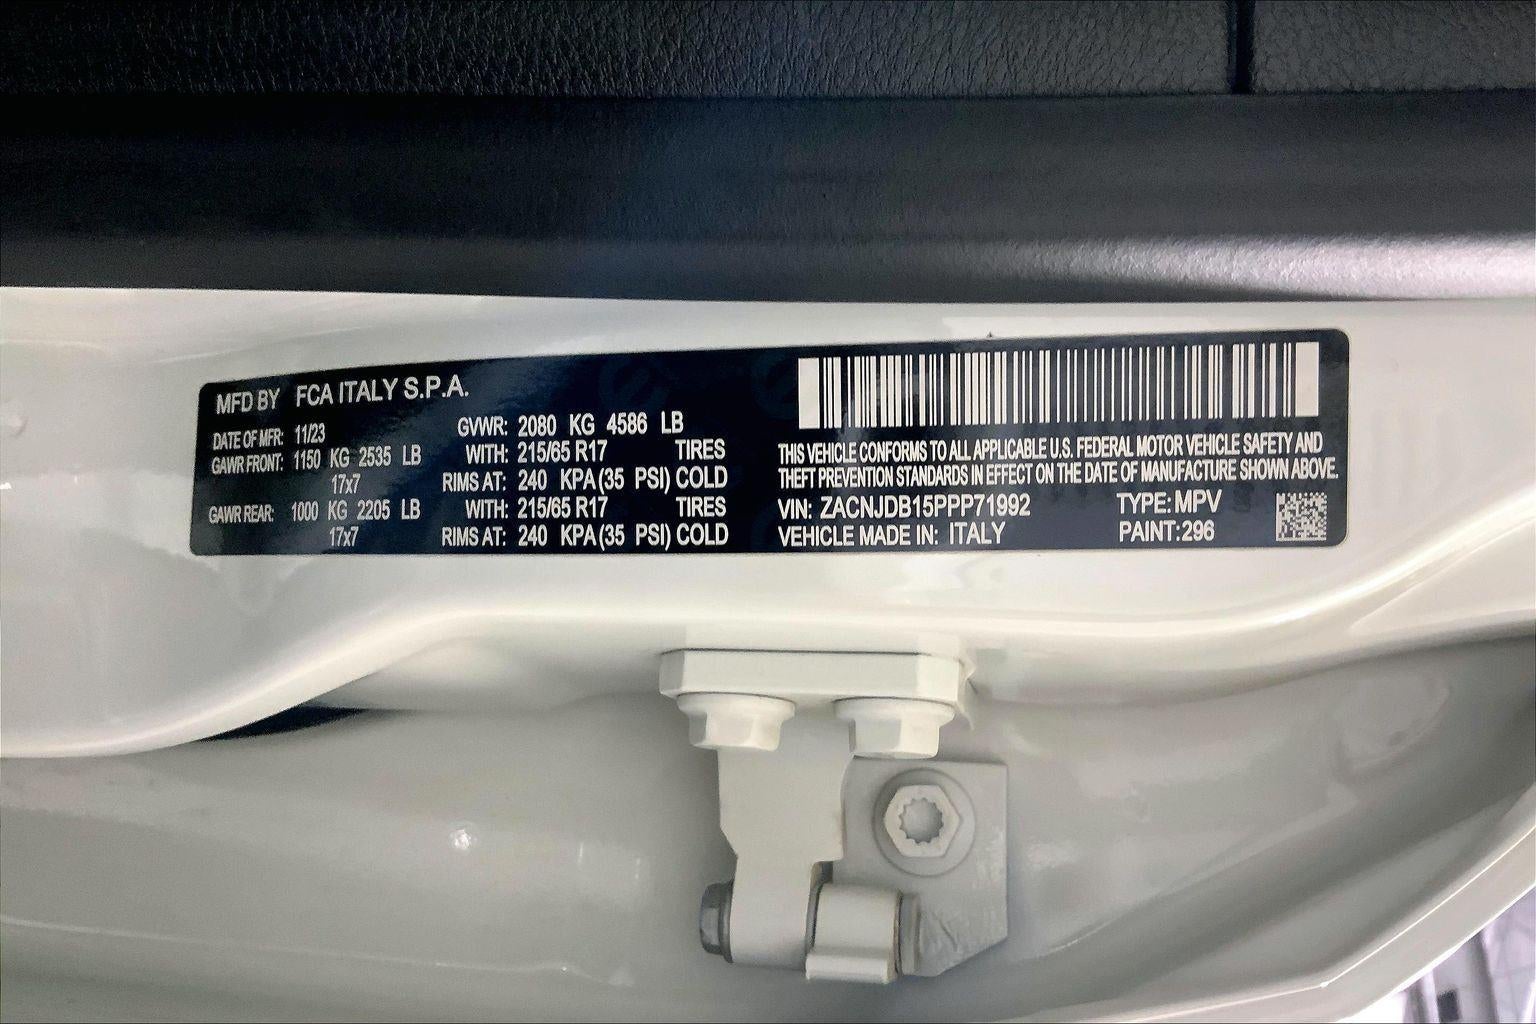 MFD BY FCA ITALY S.P.A.
DATE OF MFR: 11/23 GVWR: 2080 KG 4586 LB
GAWR FRONT: 1150 KG 2535 LB WITH: 215/65 R17 TIRES
17x7 RIMS AT: 240 KPA (35 PSI) COLD
GAWR REAR: 1000 KG 2205 LB WITH: 215/65 R17 TIRES
17x7 RIMS AT: 240 KPA (35 PSI) COLD
THIS VEHICLE CONFORMS TO ALL APPLICABLE U.S. FEDERAL MOTOR VEHICLE SAFETY AND
THEFT PREVENTION STANDARDS IN EFFECT ON THE DATE OF MANUFACTURE SHOWN ABOVE.
VIN: ZACNJDB15PPP71992 TYPE: MPV
VEHICLE MADE IN: ITALY PAINT: 296